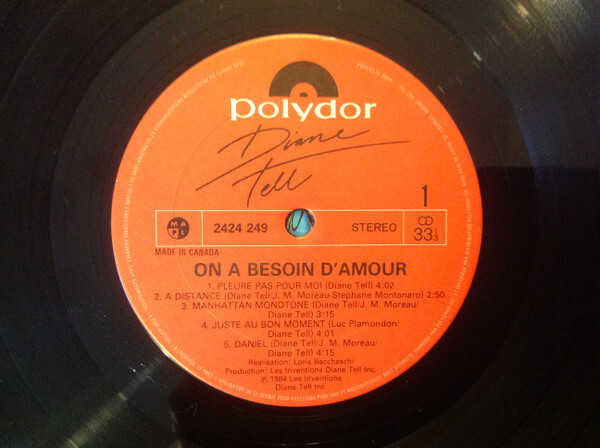 polydor
Diane
Tell
1
MAPL
2424 249
STEREO
33 1/3
MADE IN CANADA
ON A BESOIN D'AMOUR
1. PLEURE PAS POUR MOI (Diane Tell) 4:02
2. A DISTANCE (Diane Tell/J. M. Moreau/Stephane Montanaro) 2:50
3. MANHATTAN MONOTONE (Diane Tell/J. M. Moreau/
Diane Tell) 3:15
4. JUSTE AU BON MOMENT (Luc Plamondon/
Diane Tell) 4:01
5. DANIEL (Diane Tell/J. M. Moreau/
Diane Tell) 4:15
Réalisation: Loris Baccheschi
Production: Les Inventions Diane Tell Inc.
℗ 1984 Les Inventions
Diane Tell Inc.